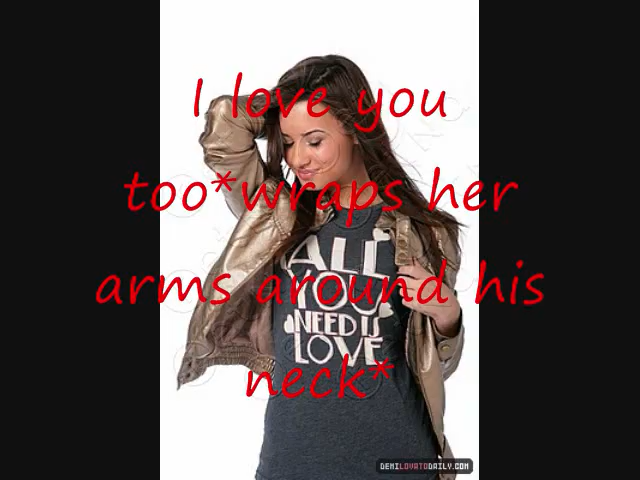 I love you
too*wraps her
arms around his
neck*
ALL
YOU
NEED IS
LOVE
DEMILOVATODAILY.COM